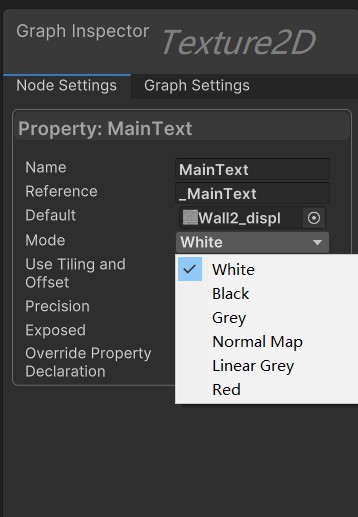 Graph Inspector
Texture2D
Node Settings Graph Settings
Property: MainText
Name MainText
Reference _MainText
Default Wall2_displ
Mode White
Use Tiling and
Offset
Precision
Exposed
Override Property
Declaration
White
Black
Grey
Normal Map
Linear Grey
Red